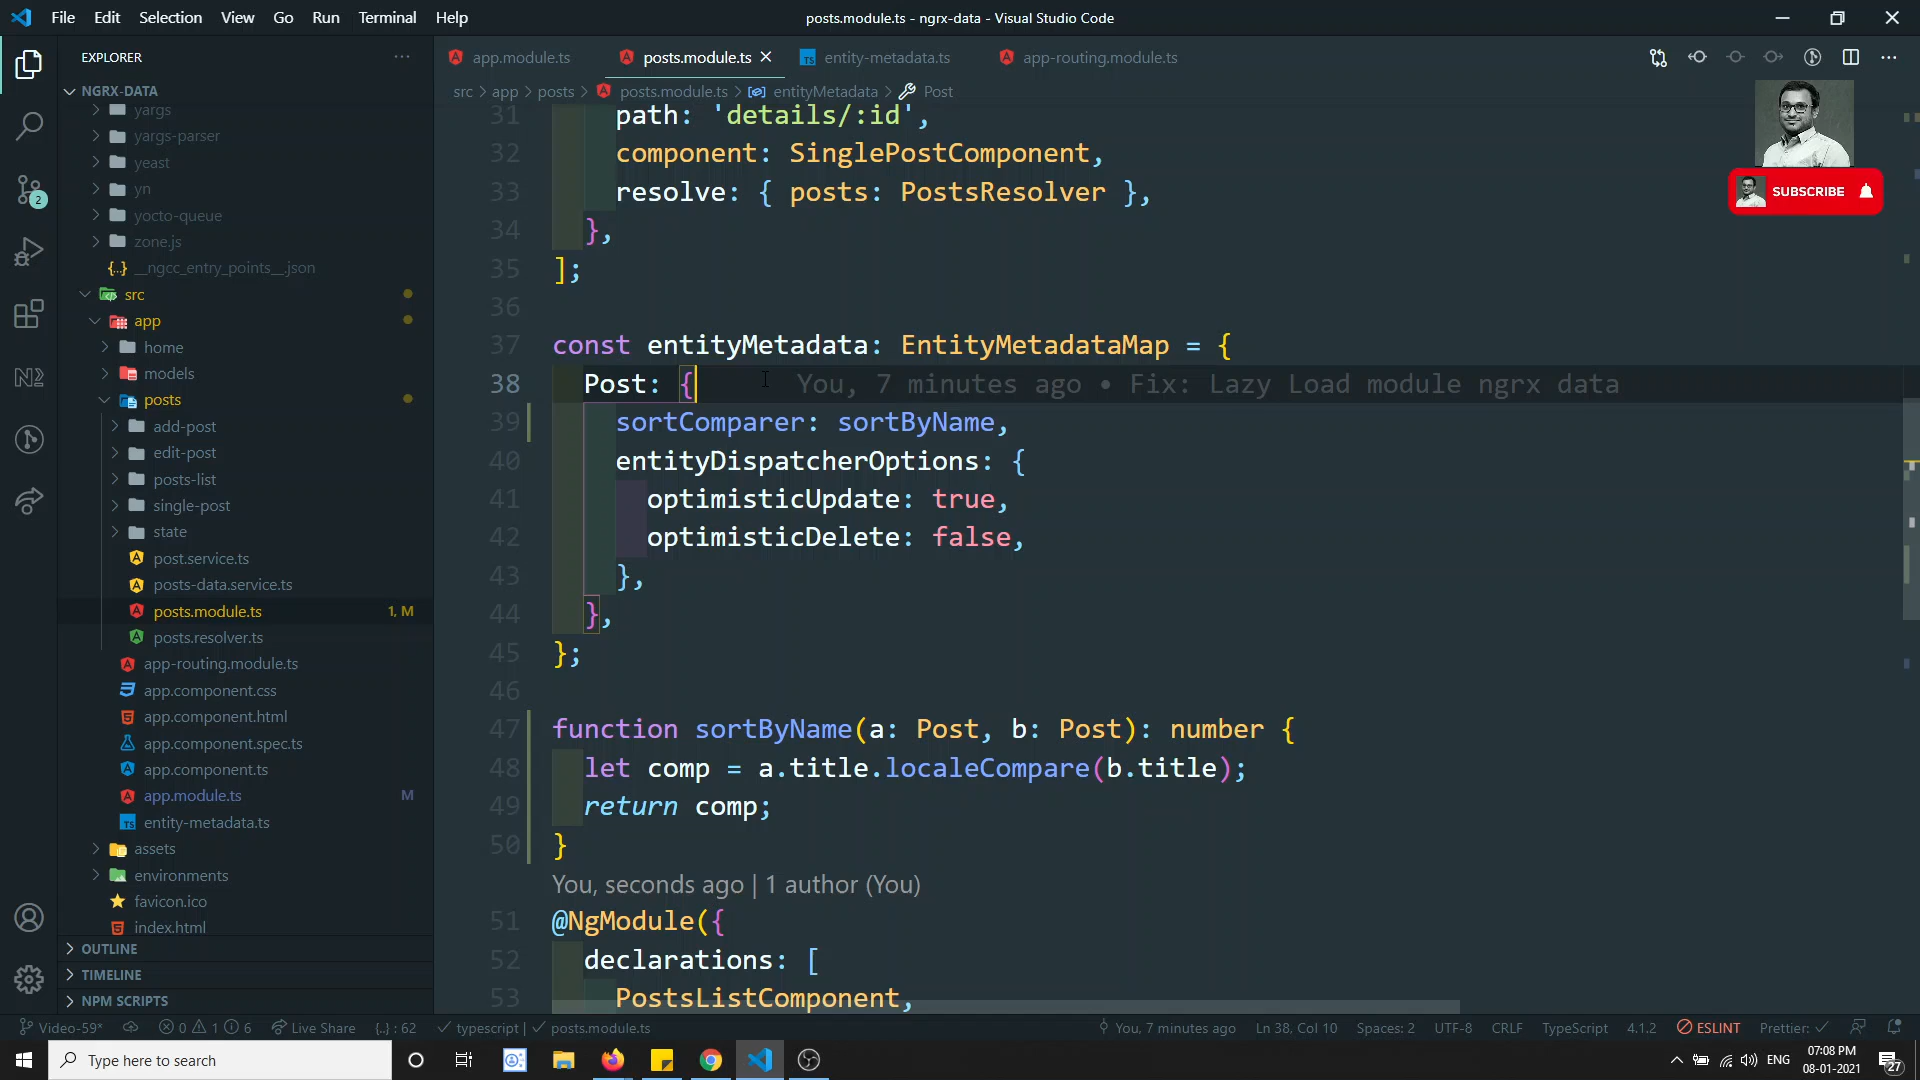 File Edit Selection View Go Run Terminal Help
posts.module.ts - ngrx-data - Visual Studio Code
EXPLORER
NGRX-DATA
yargs
yargs-parser
yeast
yn
yocto-queue
zone.js
__ngcc_entry_points__.json
src
app
home
models
posts
add-post
edit-post
posts-list
single-post
state
post.service.ts
posts-data.service.ts
posts.module.ts 1, M
posts.resolver.ts
app-routing.module.ts
app.component.css
app.component.html
app.component.spec.ts
app.component.ts
app.module.ts M
entity-metadata.ts
assets
environments
favicon.ico
index.html
OUTLINE
TIMELINE
NPM SCRIPTS
2
app.module.ts posts.module.ts entity-metadata.ts app-routing.module.ts
src > app > posts > posts.module.ts > entityMetadata > Post
31 path: 'details/:id',
32 component: SinglePostComponent,
33 resolve: { posts: PostsResolver },
34 },
35 ];
36
37 const entityMetadata: EntityMetadataMap = {
38 Post: { You, 7 minutes ago • Fix: Lazy Load module ngrx data
39 sortComparer: sortByName,
40 entityDispatcherOptions: {
41 optimisticUpdate: true,
42 optimisticDelete: false,
43 },
44 },
45 };
46
47 function sortByName(a: Post, b: Post): number {
48 let comp = a.title.localeCompare(b.title);
49 return comp;
50 }
You, seconds ago | 1 author (You)
51 @NgModule({
52 declarations: [
53 PostsListComponent,
SUBSCRIBE
Video-59* 0 1 6 Live Share {..} : 62 typescript | posts.module.ts You, 7 minutes ago Ln 38, Col 10 Spaces: 2 UTF-8 CRLF TypeScript 4.1.2 ESLINT Prettier:
Type here to search
ENG
07:08 PM
08-01-2021
27